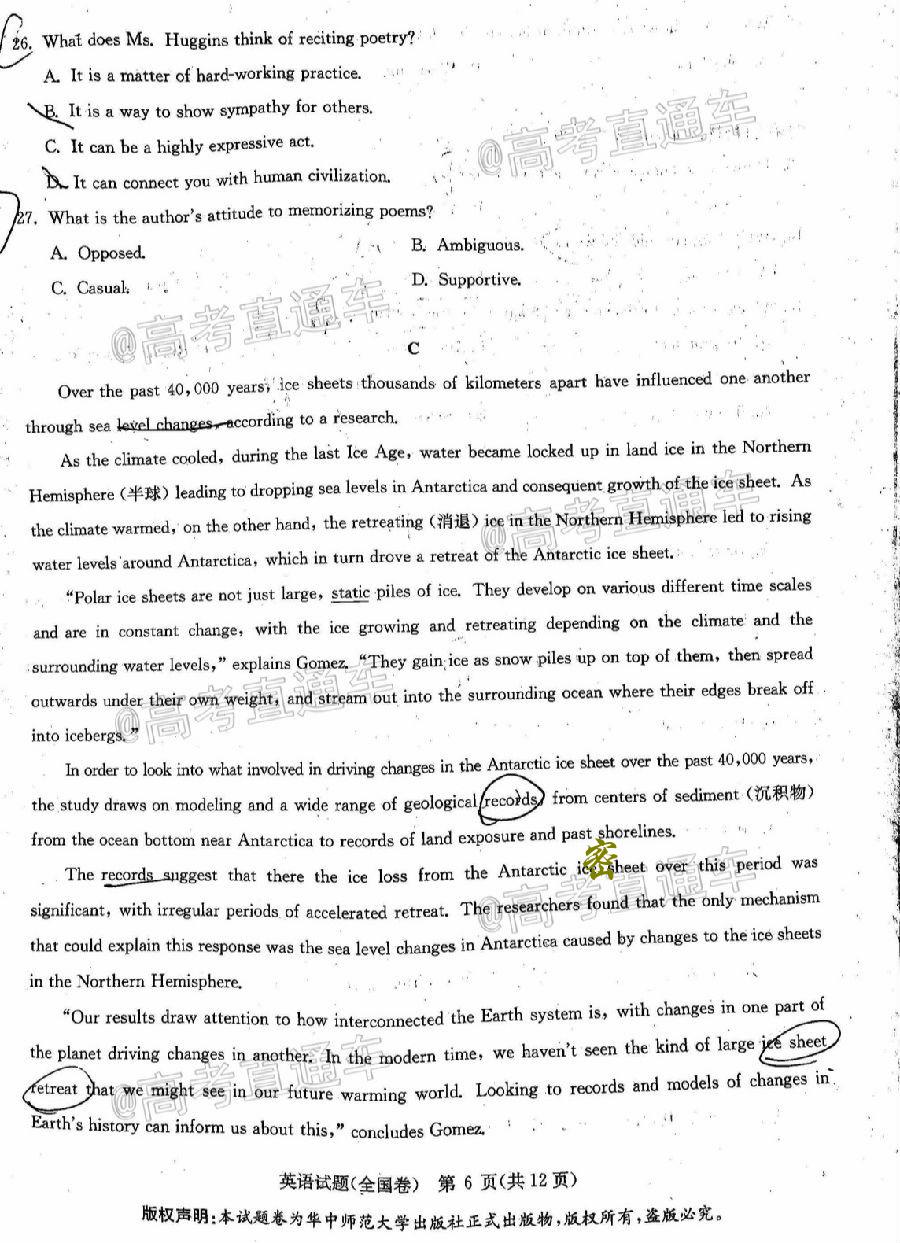 26. What does Ms. Huggins think of reciting poetry?
A. It is a matter of hard-working practice.
B. It is a way to show sympathy for others.
C. It can be a highly expressive act.
D. It can connect you with human civilization.
27. What is the author's attitude to memorizing poems?
A. Opposed.
B. Ambiguous.
C. Casual.
D. Supportive.
C
Over the past 40,000 years, ice sheets thousands of kilometers apart have influenced one another
through sea level changes, according to a research.
As the climate cooled, during the last Ice Age, water became locked up in land ice in the Northern
Hemisphere (半球) leading to dropping sea levels in Antarctica and consequent growth of the ice sheet. As
the climate warmed, on the other hand, the retreating (消退) ice in the Northern Hemisphere led to rising
water levels around Antarctica, which in turn drove a retreat of the Antarctic ice sheet.
"Polar ice sheets are not just large, static piles of ice. They develop on various different time scales
and are in constant change, with the ice growing and retreating depending on the climate and the
surrounding water levels," explains Gomez. "They gain ice as snow piles up on top of them, then spread
outwards under their own weight, and stream out into the surrounding ocean where their edges break off
into icebergs."
In order to look into what involved in driving changes in the Antarctic ice sheet over the past 40,000 years,
the study draws on modeling and a wide range of geological records, from centers of sediment (沉积物)
from the ocean bottom near Antarctica to records of land exposure and past shorelines.
The records suggest that there the ice loss from the Antarctic ice sheet over this period was
significant, with irregular periods of accelerated retreat. The researchers found that the only mechanism
that could explain this response was the sea level changes in Antarctica caused by changes to the ice sheets
in the Northern Hemisphere.
"Our results draw attention to how interconnected the Earth system is, with changes in one part of
the planet driving changes in another. In the modern time, we haven't seen the kind of large ice sheet
retreat that we might see in our future warming world. Looking to records and models of changes in
Earth's history can inform us about this," concludes Gomez.
英语试题(全国卷) 第 6 页(共12页)
版权声明:本试题卷为华中师范大学出版社正式出版物,版权所有,盗版必究。
@高考直通车
@高考直通车
@高考直通车
@高考直通车
@高考直通车
@高考直通车
密